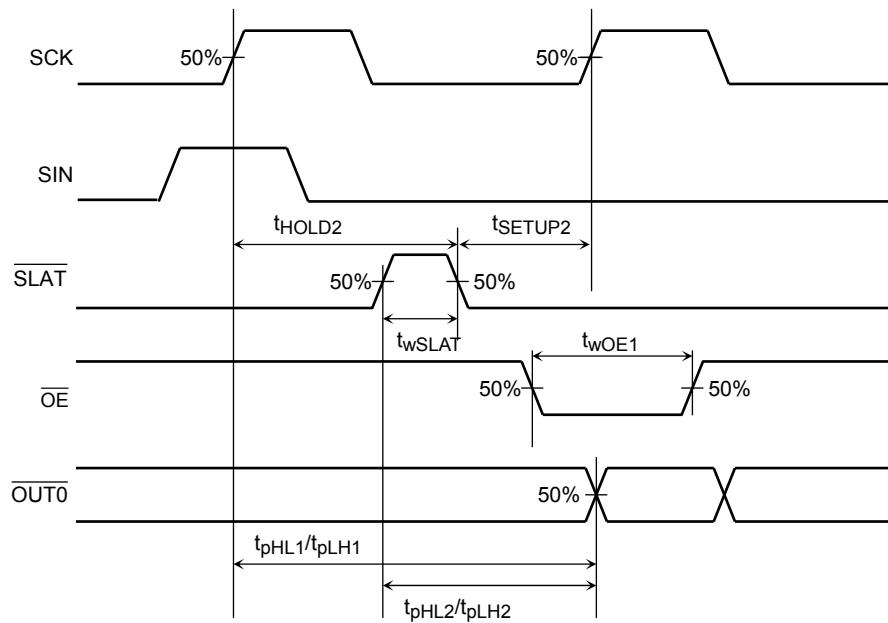 SCK
50%
50%
SIN
tHOLD2
tSETUP2
SLAT
50%
50%
twSLAT
twOE1
OE
50%
50%
OUT0
50%
tpHL1/tpLH1
tpHL2/tpLH2